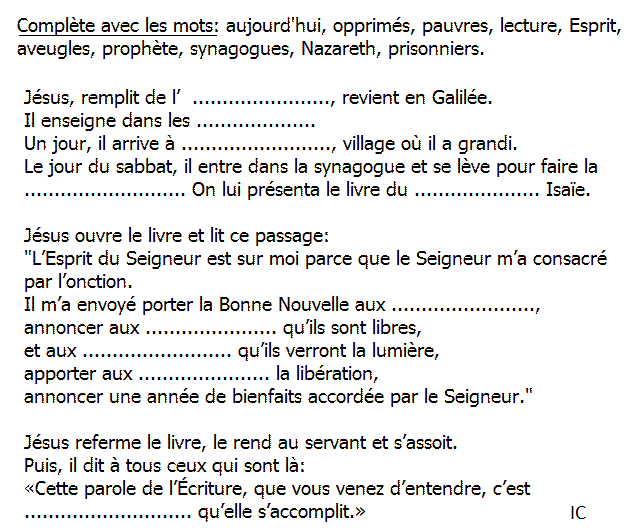 Complète avec les mots: aujourd'hui, opprimés, pauvres, lecture, Esprit,
aveugles, prophète, synagogues, Nazareth, prisonniers.
Jésus, remplit de l’ ......................., revient en Galilée.
Il enseigne dans les ....................
Un jour, il arrive à ........................., village où il a grandi.
Le jour du sabbat, il entre dans la synagogue et se lève pour faire la
........................... On lui présenta le livre du ..................... Isaïe.
Jésus ouvre le livre et lit ce passage:
"L’Esprit du Seigneur est sur moi parce que le Seigneur m’a consacré
par l’onction.
Il m’a envoyé porter la Bonne Nouvelle aux ........................,
annoncer aux ...................... qu’ils sont libres,
et aux ......................... qu’ils verront la lumière,
apporter aux ...................... la libération,
annoncer une année de bienfaits accordée par le Seigneur."
Jésus referme le livre, le rend au servant et s’assoit.
Puis, il dit à tous ceux qui sont là:
«Cette parole de l’Écriture, que vous venez d’entendre, c’est
............................ qu’elle s’accomplit.» IC